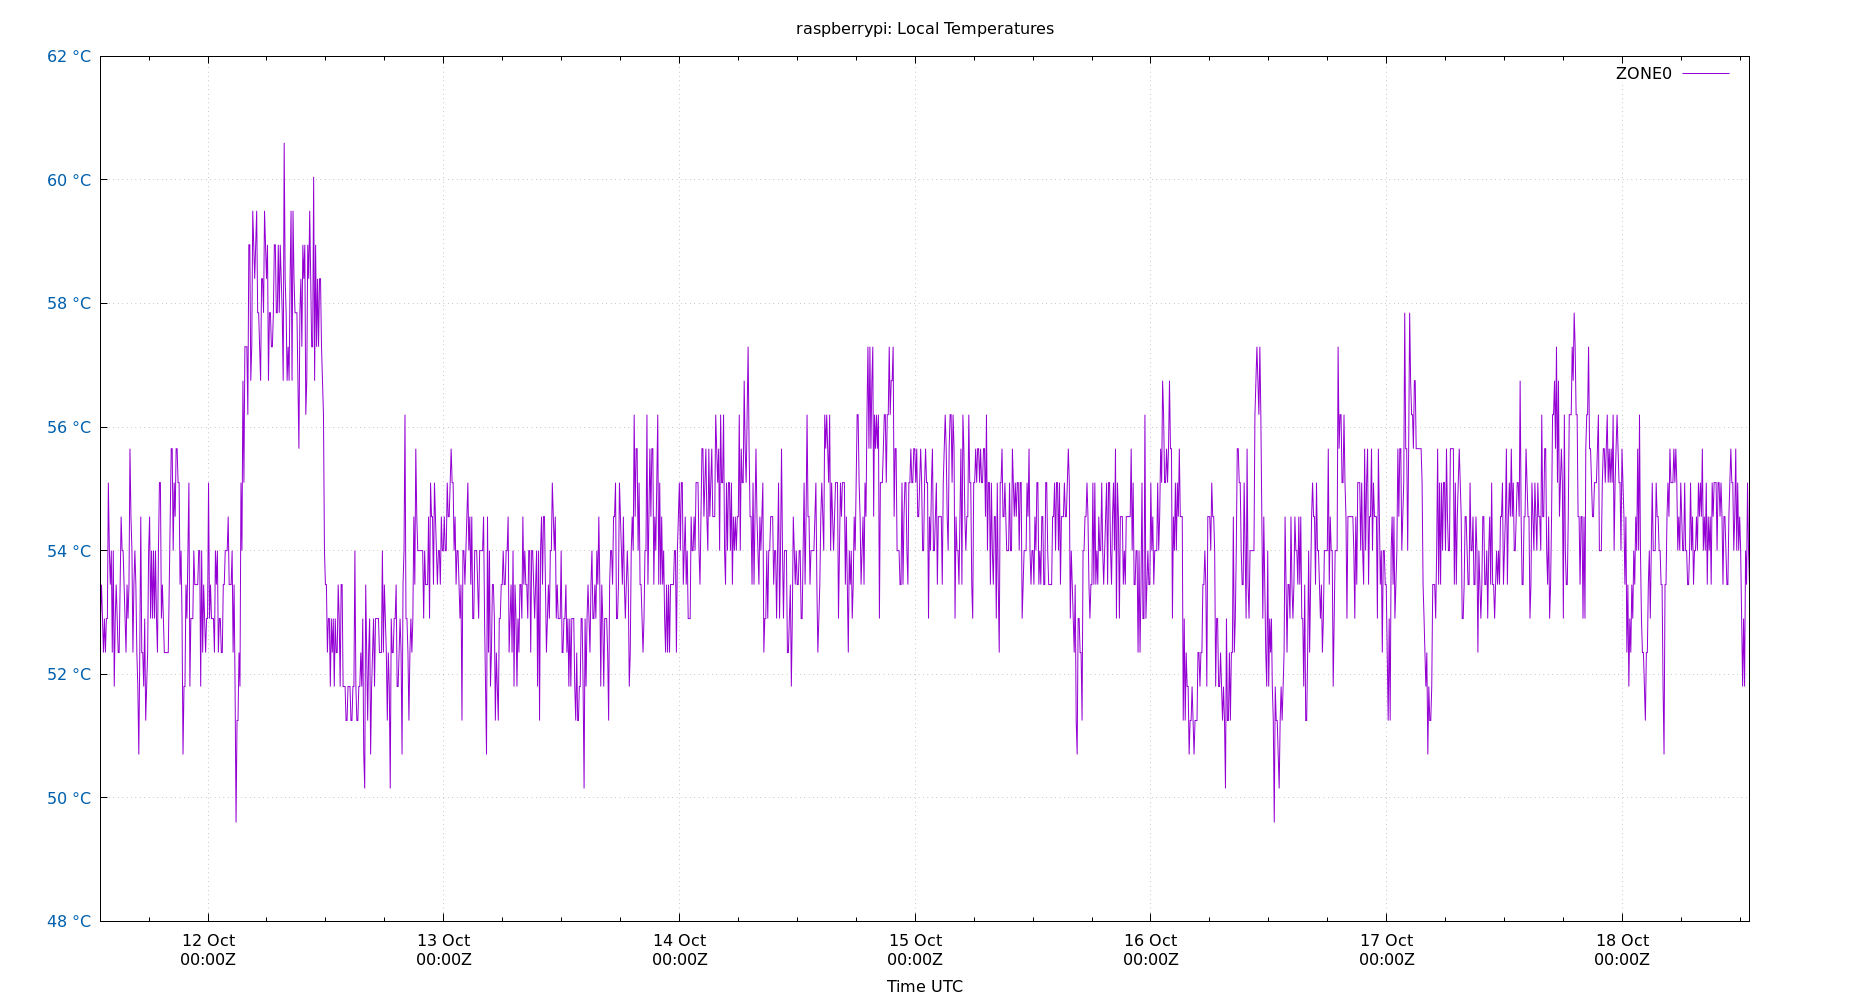 raspberrypi: Local Temperatures
62 °C
ZONE0
60 °C
58 °C
56 °C
54 °C
52 °C
50 °C
48 °C
12 Oct 13 Oct 14 Oct 15 Oct 16 Oct 17 Oct 18 Oct
00:00Z 00:00Z 00:00Z 00:00Z 00:00Z 00:00Z 00:00Z
Time UTC